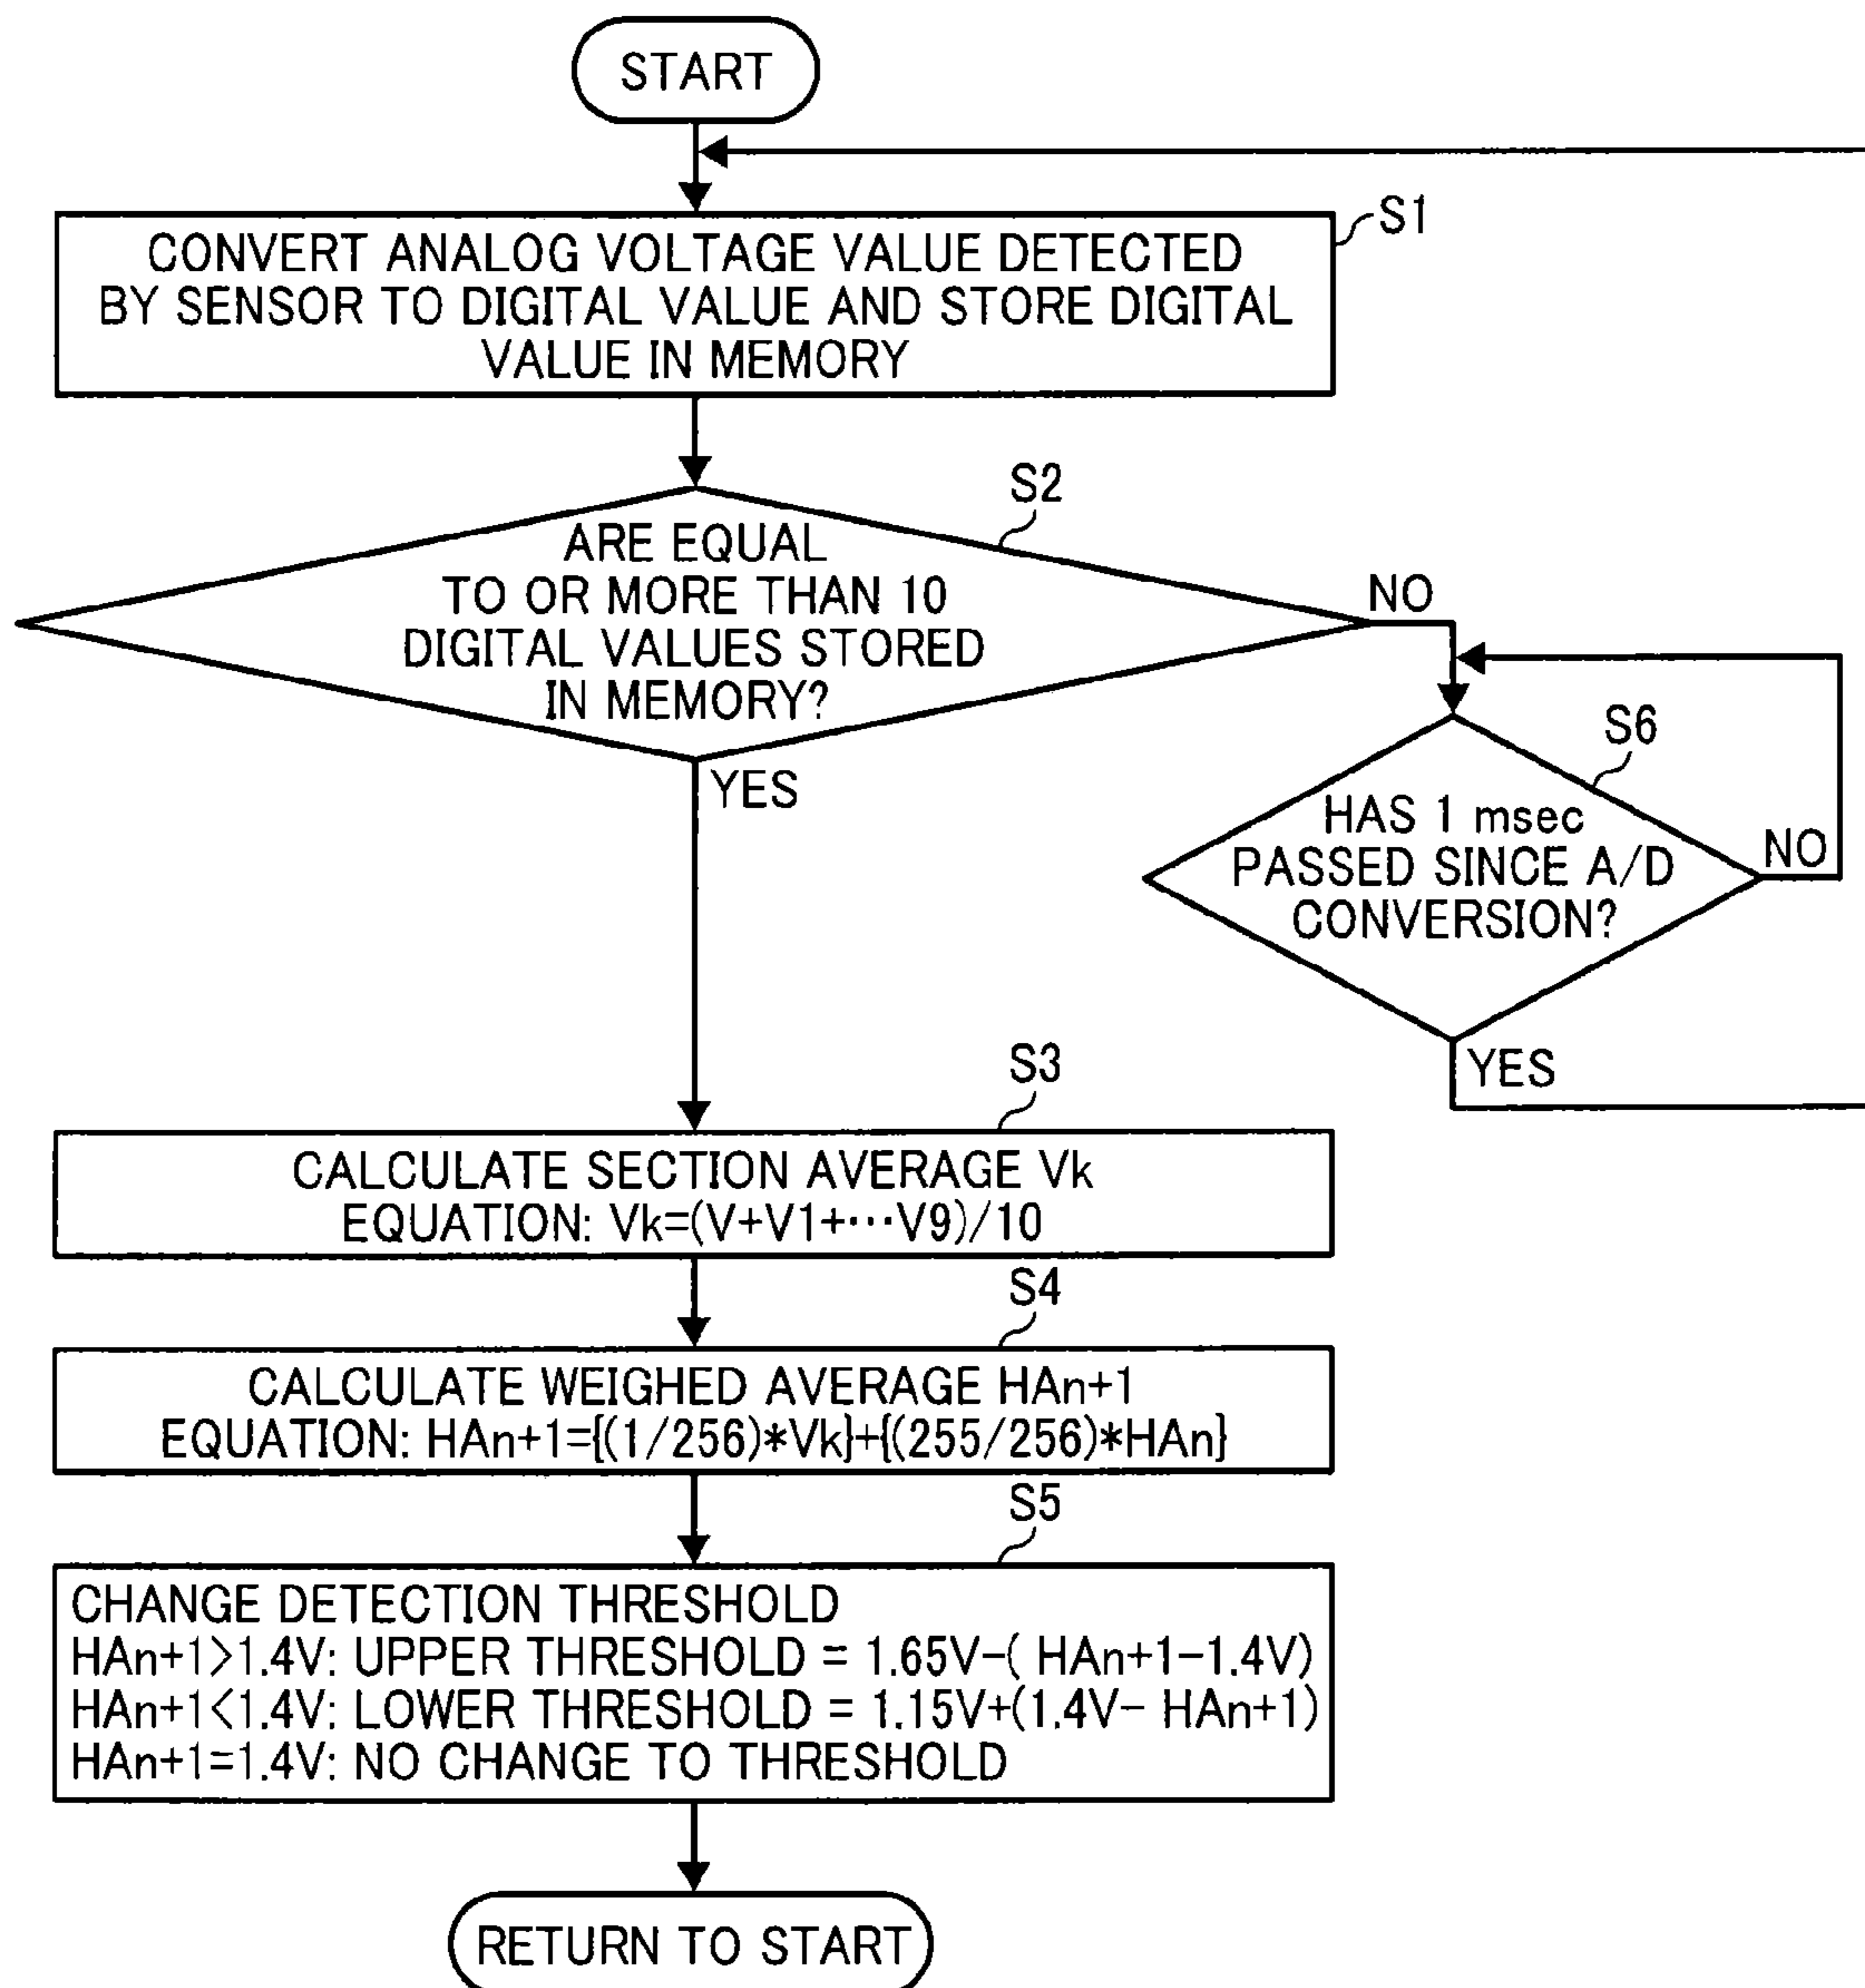 START
S1
CONVERT ANALOG VOLTAGE VALUE DETECTED
BY SENSOR TO DIGITAL VALUE AND STORE DIGITAL
VALUE IN MEMORY
S2
ARE EQUAL
TO OR MORE THAN 10
DIGITAL VALUES STORED
IN MEMORY?
NO
YES
S6
HAS 1 msec
PASSED SINCE A/D
CONVERSION?
NO
YES
S3
CALCULATE SECTION AVERAGE Vk
EQUATION: Vk=(V+V1+···V9)/10
S4
CALCULATE WEIGHED AVERAGE HAn+1
EQUATION: HAn+1={(1/256)*Vk}+{(255/256)*HAn}
S5
CHANGE DETECTION THRESHOLD
HAn+1>1.4V: UPPER THRESHOLD = 1.65V-( HAn+1-1.4V)
HAn+1<1.4V: LOWER THRESHOLD = 1.15V+(1.4V- HAn+1)
HAn+1=1.4V: NO CHANGE TO THRESHOLD
RETURN TO START